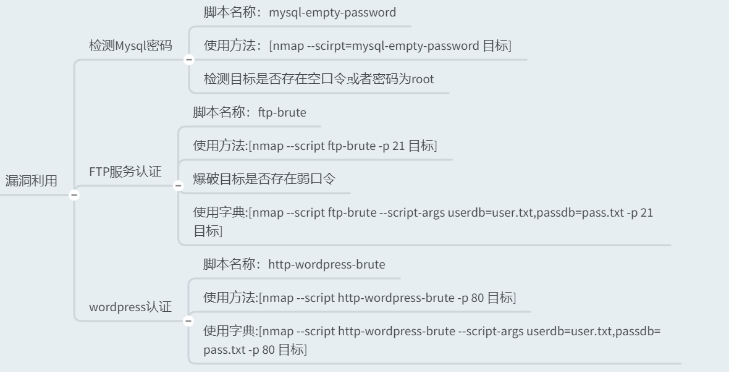 漏洞利用
检测Mysql密码
脚本名称：mysql-empty-password
使用方法：[nmap --scirpt=mysql-empty-password 目标]
检测目标是否存在空口令或者密码为root
FTP服务认证
脚本名称：ftp-brute
使用方法:[nmap --script ftp-brute -p 21 目标]
爆破目标是否存在弱口令
使用字典:[nmap --script ftp-brute --script-args userdb=user.txt,passdb=pass.txt -p 21
目标]
wordpress认证
脚本名称：http-wordpress-brute
使用方法:[nmap --script http-wordpress-brute -p 80 目标]
使用字典:[nmap --script http-wordpress-brute --script-args userdb=user.txt,passdb=
pass.txt -p 80 目标]